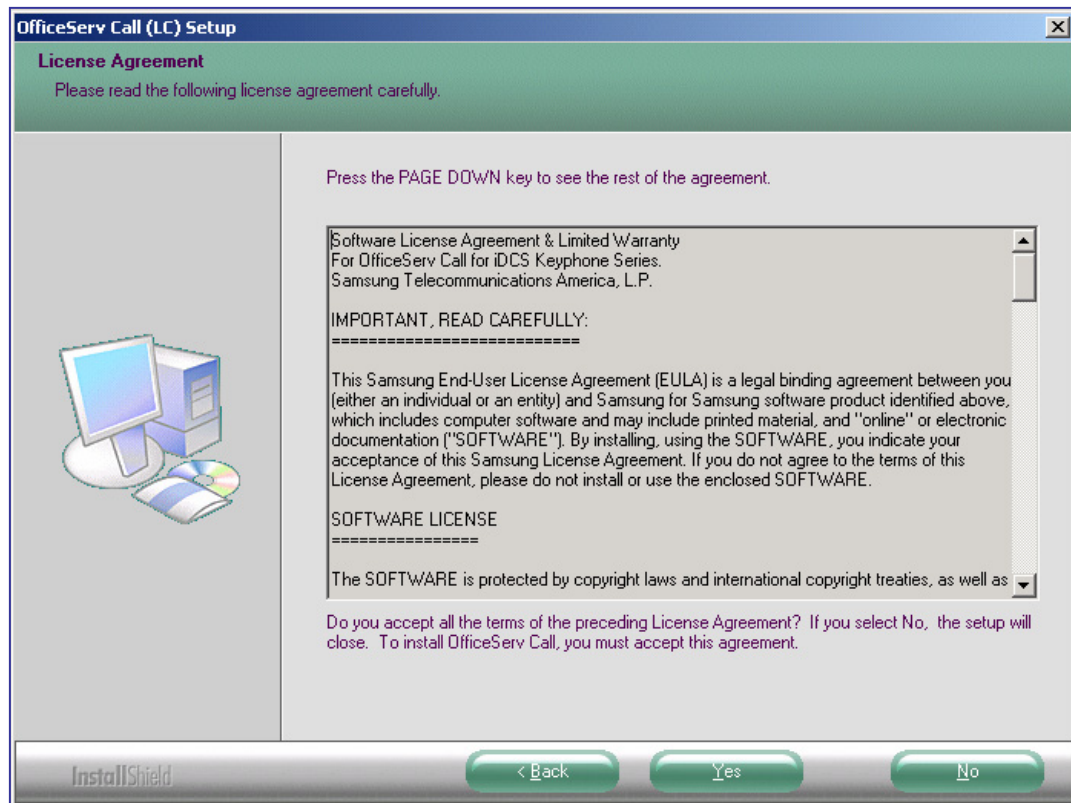 OfficeServ Call (LC) Setup
License Agreement
Please read the following license agreement carefully.
Press the PAGE DOWN key to see the rest of the agreement.
Software License Agreement & Limited Warranty
For OfficeServ Call for iDCS Keyphone Series.
Samsung Telecommunications America, L.P.
IMPORTANT, READ CAREFULLY:
===========================
This Samsung End-User License Agreement (EULA) is a legal binding agreement between you
(either an individual or an entity) and Samsung for Samsung software product identified above,
which includes computer software and may include printed material, and "online" or electronic
documentation ("SOFTWARE"). By installing, using the SOFTWARE, you indicate your
acceptance of this Samsung License Agreement. If you do not agree to the terms of this
License Agreement, please do not install or use the enclosed SOFTWARE.
SOFTWARE LICENSE
================
The SOFTWARE is protected by copyright laws and international copyright treaties, as well as
Do you accept all the terms of the preceding License Agreement? If you select No, the setup will
close. To install OfficeServ Call, you must accept this agreement.
InstallShield
< Back
Yes
No